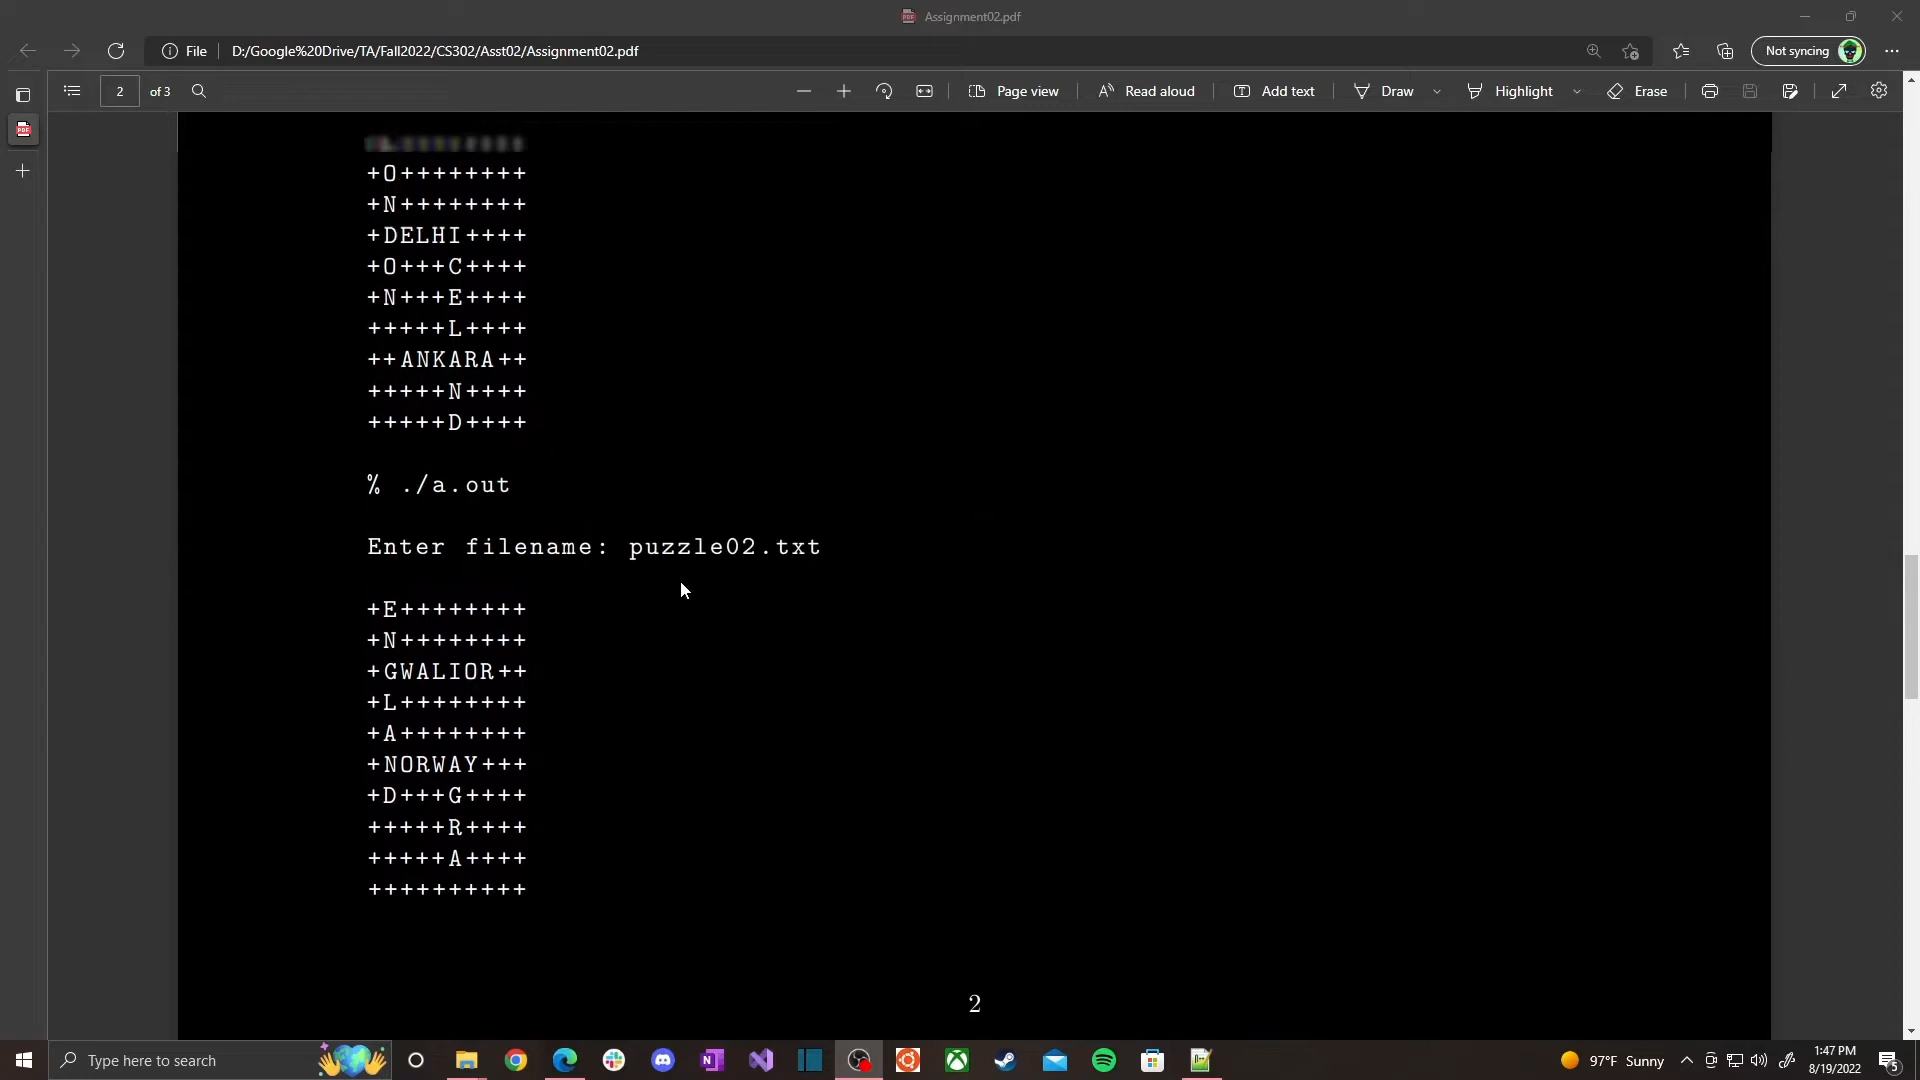 Assignment02.pdf
File
D:/Google%20Drive/TA/Fall2022/CS302/Asst02/Assignment02.pdf
Not syncing
2 of 3
Page view
Read aloud
Add text
Draw
Highlight
Erase
+O++++++++
+N++++++++
+DELHI++++
+O+++C++++
+N+++E++++
+++++L++++
++ANKARA++
+++++N++++
+++++D++++
% ./a.out
Enter filename: puzzle02.txt
+E++++++++
+N++++++++
+GWALIOR++
+L++++++++
+A++++++++
+NORWAY+++
+D+++G++++
+++++R++++
+++++A++++
++++++++++
2
Type here to search
97°F Sunny
1:47 PM
8/19/2022
5